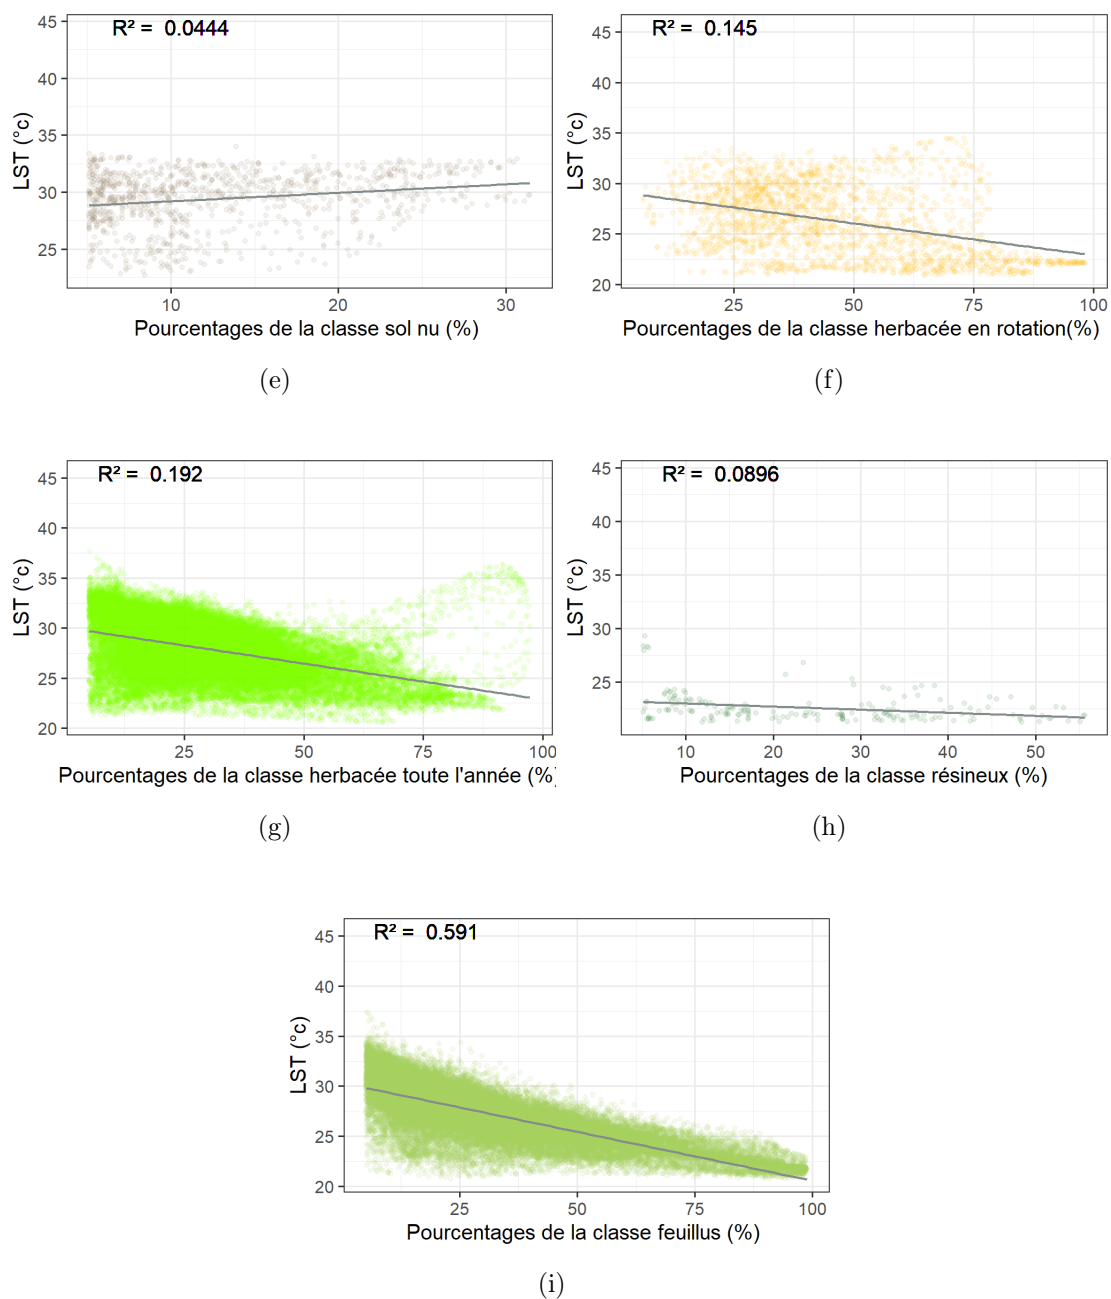 R² = 0.0444
45
40
35
30
25
LST (°c)
10 20 30
Pourcentages de la classe sol nu (%)
(e)
R² = 0.145
45
40
35
30
25
20
LST (°c)
25 50 75 100
Pourcentages de la classe herbacée en rotation(%)
(f)
R² = 0.192
45
40
35
30
25
20
LST (°c)
25 50 75 100
Pourcentages de la classe herbacée toute l'année (%)
(g)
R² = 0.0896
45
40
35
30
25
LST (°c)
10 20 30 40 50
Pourcentages de la classe résineux (%)
(h)
R² = 0.591
45
40
35
30
25
20
LST (°c)
25 50 75 100
Pourcentages de la classe feuillus (%)
(i)